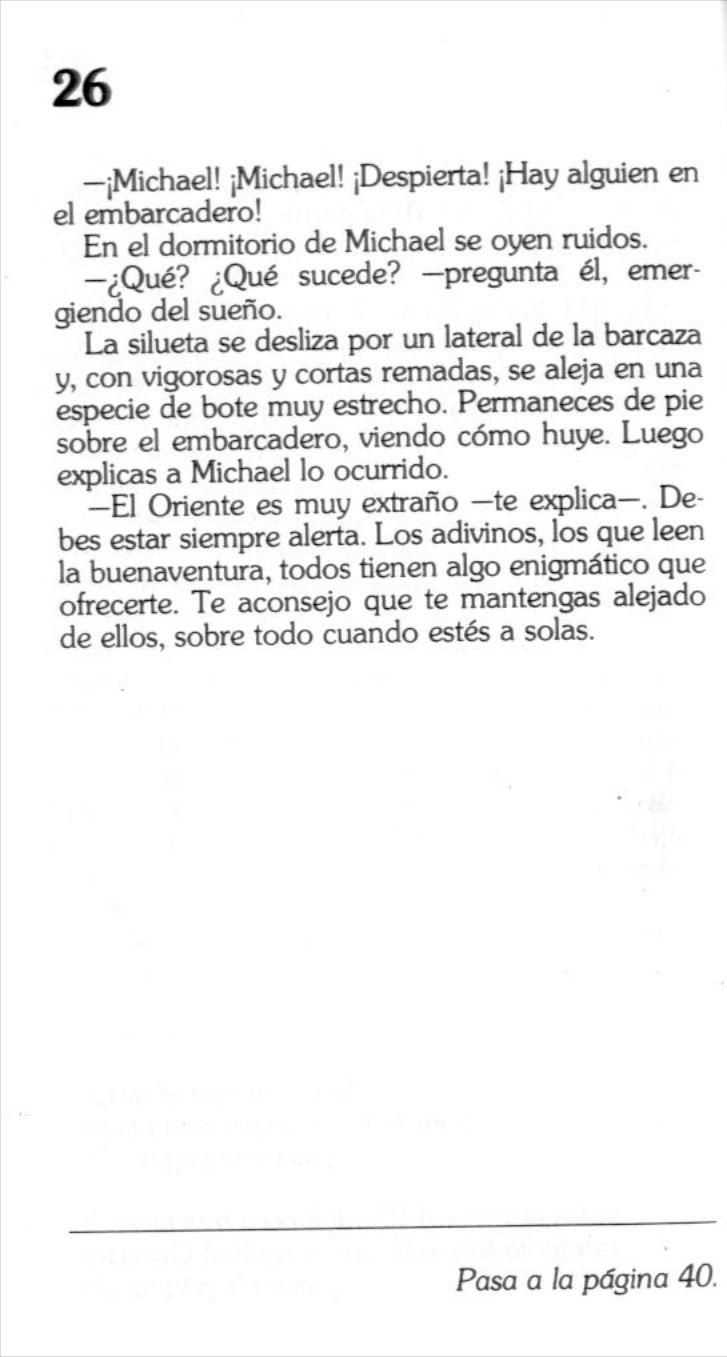 26
—¡Michael! ¡Michael! ¡Despierta! ¡Hay alguien en
el embarcadero!
En el dormitorio de Michael se oyen ruidos.
—¿Qué? ¿Qué sucede? —pregunta él, emer-
giendo del sueño.
La silueta se desliza por un lateral de la barcaza
y, con vigorosas y cortas remadas, se aleja en una
especie de bote muy estrecho. Permaneces de pie
sobre el embarcadero, viendo cómo huye. Luego
explicas a Michael lo ocurrido.
—El Oriente es muy extraño —te explica—. De-
bes estar siempre alerta. Los adivinos, los que leen
la buenaventura, todos tienen algo enigmático que
ofrecerte. Te aconsejo que te mantengas alejado
de ellos, sobre todo cuando estés a solas.
Pasa a la página 40.